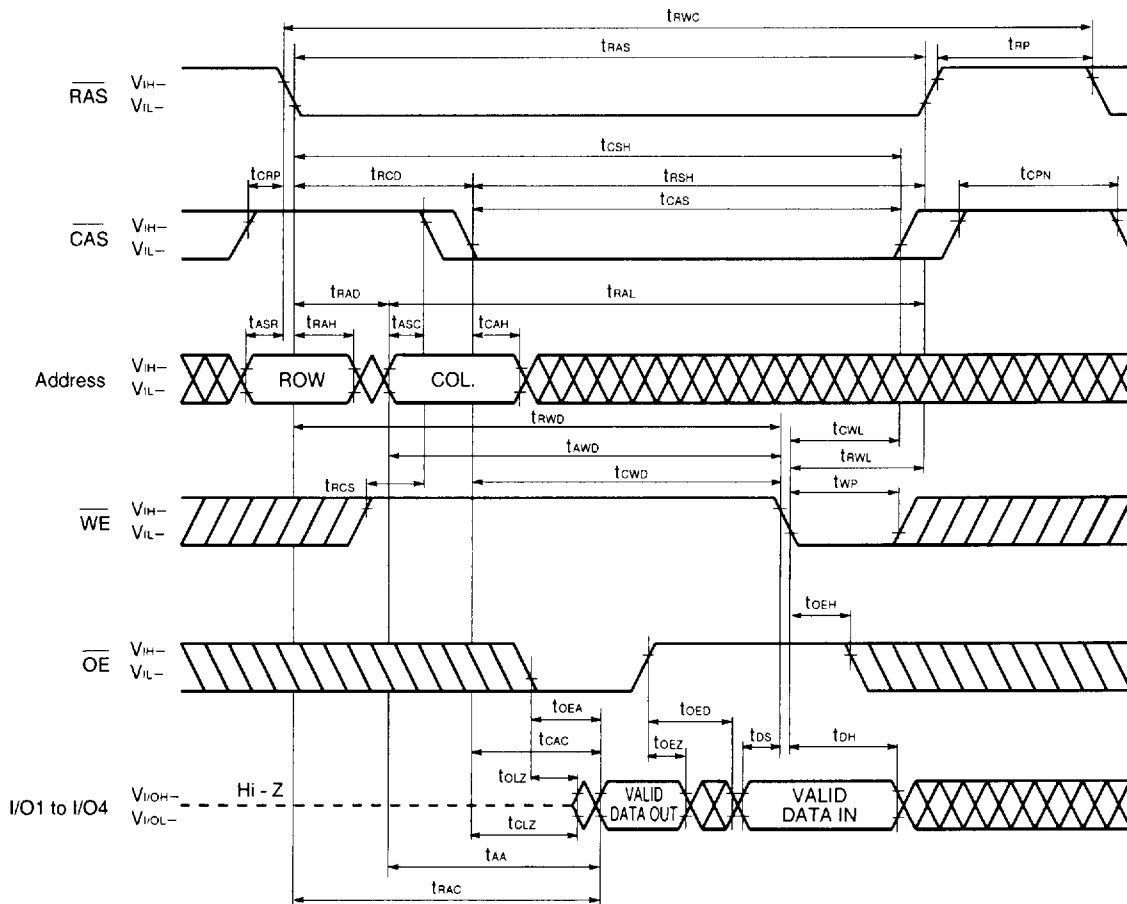 tRWC
tRAS
tRP
RAS
VIH–
VIL–
tCSH
tCRP
tRCD
tRSH
tCPN
tCAS
CAS
VIH–
VIL–
tRAD
tRAL
tASR
tRAH
tASC
tCAH
Address
VIH–
VIL–
ROW
COL.
tRWD
tCWL
tAWD
tRWL
tRCS
tCWD
tWP
WE
VIH–
VIL–
tOEH
OE
VIH–
VIL–
tOEA
tOED
tCAC
tOEZ
tDS
tDH
tOLZ
I/O1 to I/O4
VI/OH–
VI/OL–
Hi - Z
VALID
DATA OUT
VALID
DATA IN
tCLZ
tAA
tRAC